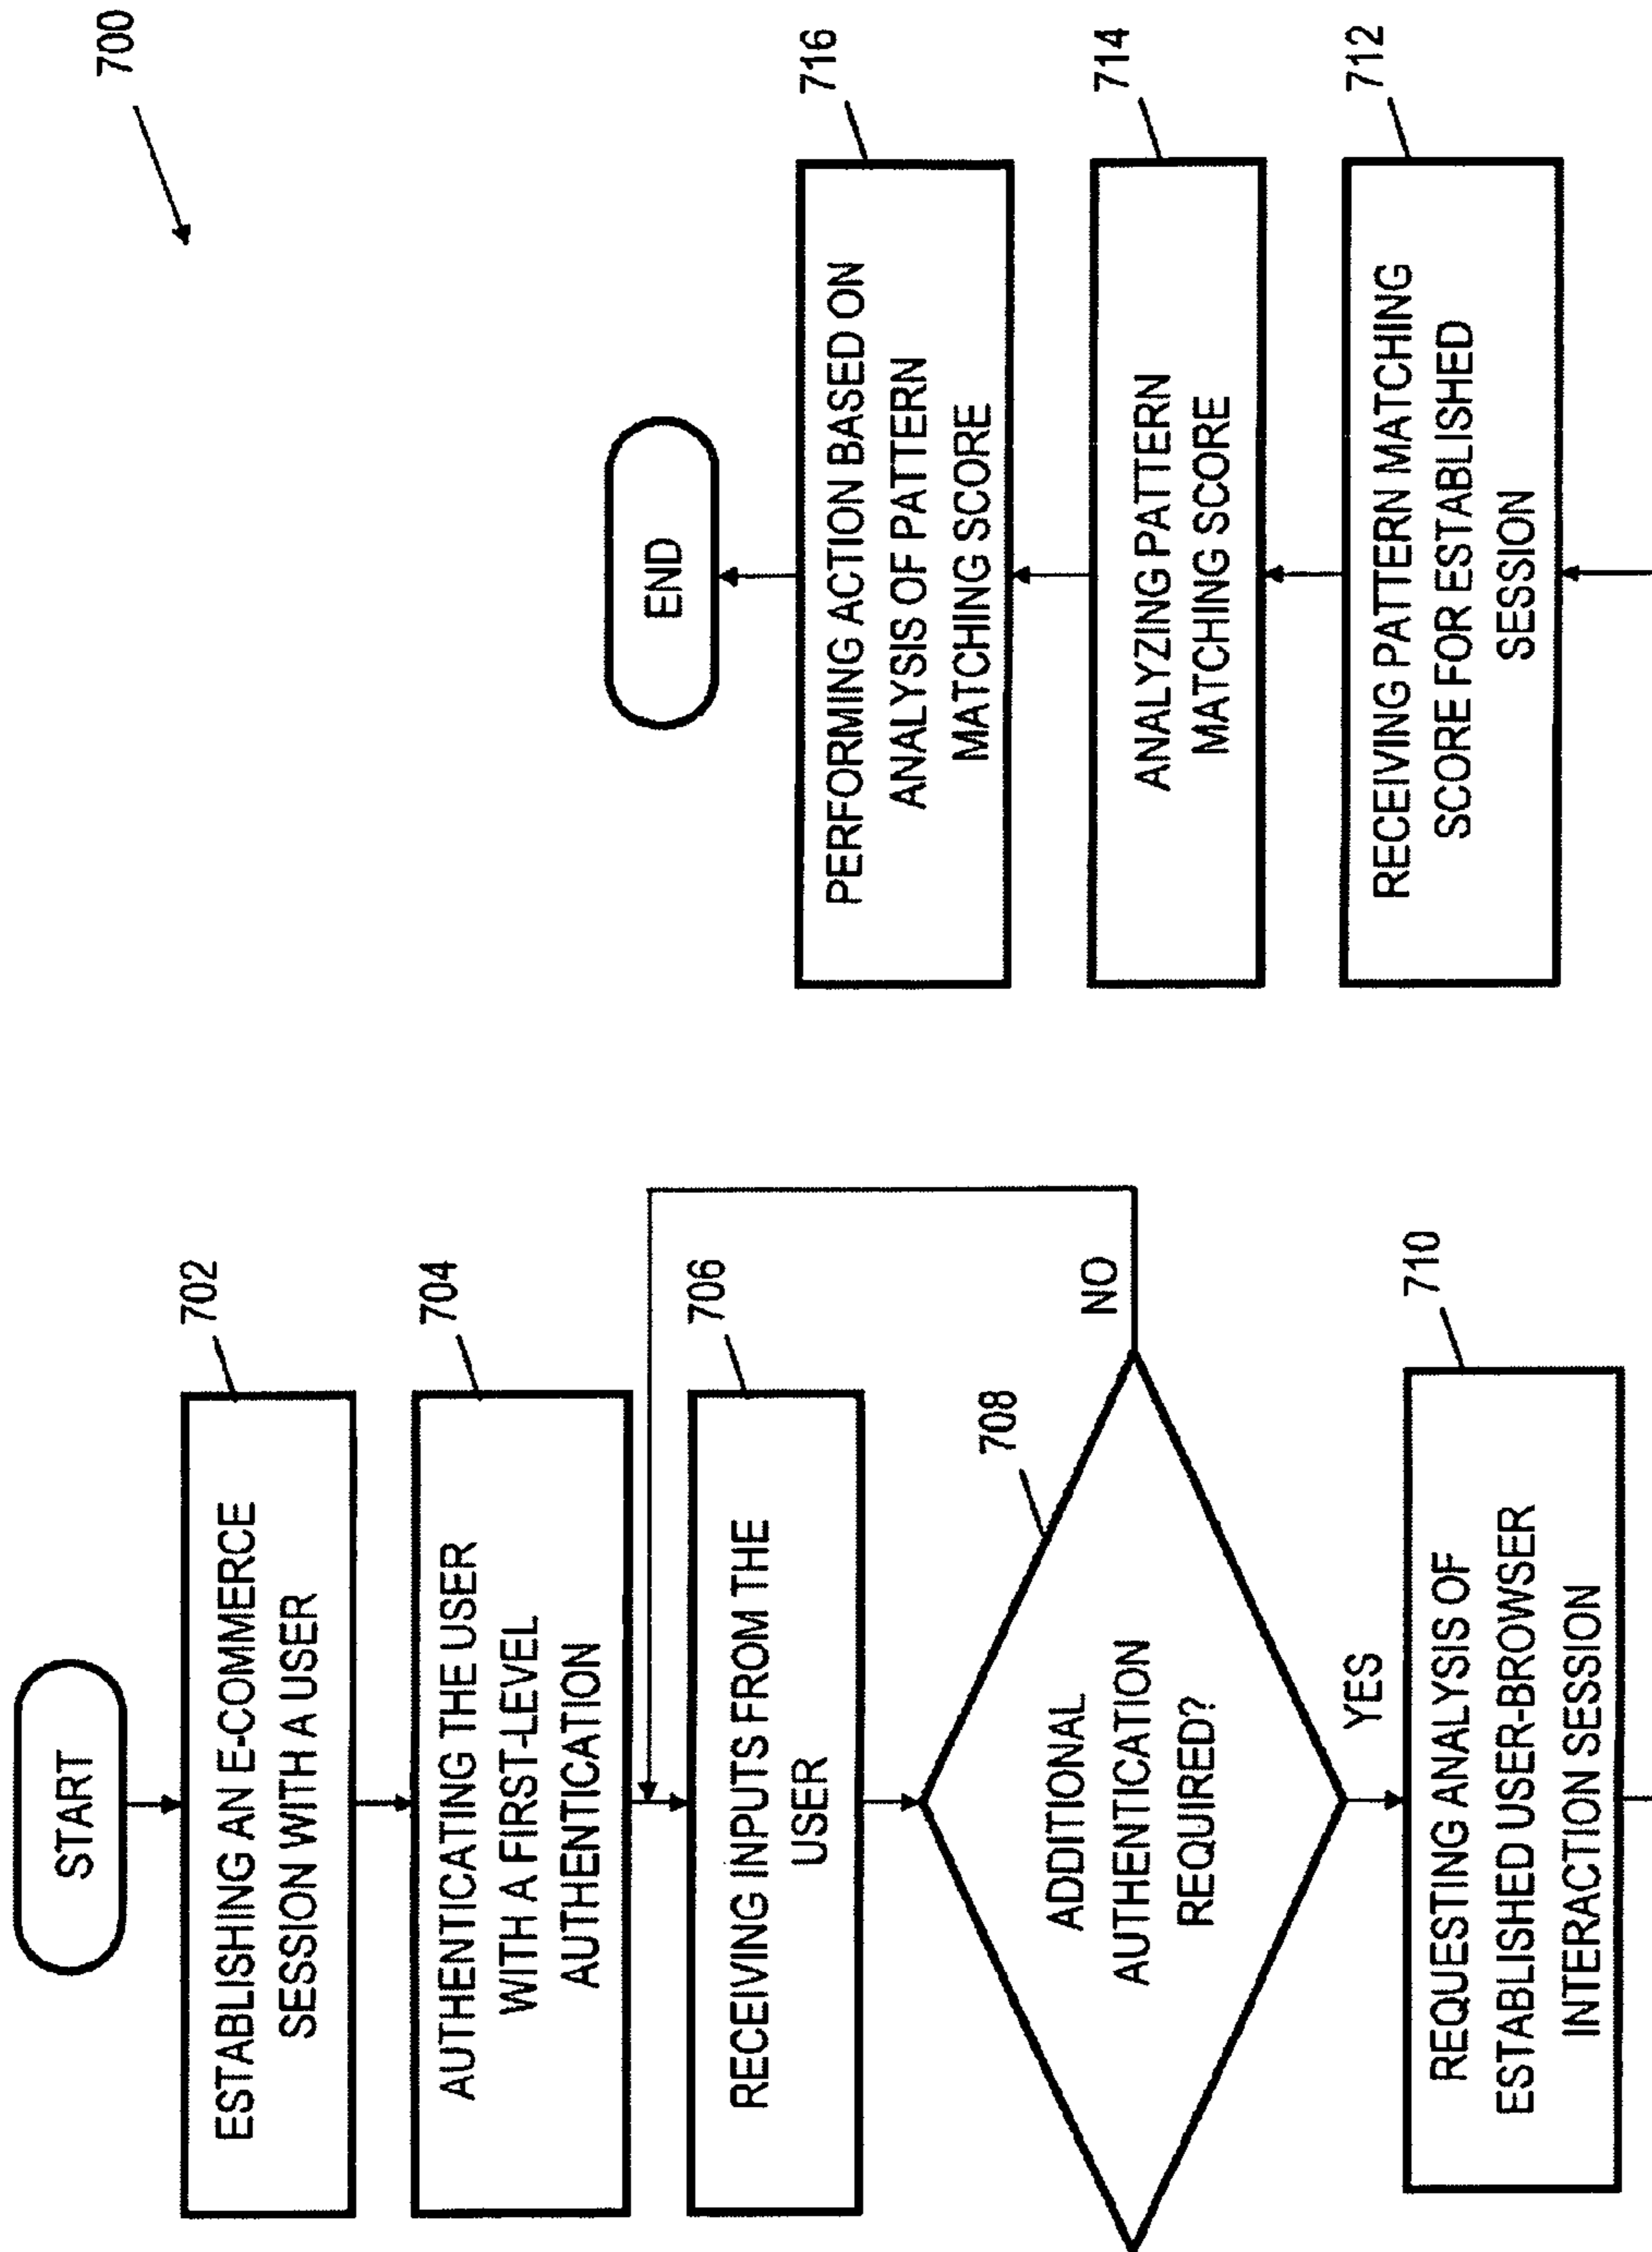 700
START
702
ESTABLISHING AN E-COMMERCE
SESSION WITH A USER
704
AUTHENTICATING THE USER
WITH A FIRST-LEVEL
AUTHENTICATION
706
RECEIVING INPUTS FROM THE
USER
708
ADDITIONAL
AUTHENTICATION
REQUIRED?
NO
YES
710
REQUESTING ANALYSIS OF
ESTABLISHED USER-BROWSER
INTERACTION SESSION
712
RECEIVING PATTERN MATCHING
SCORE FOR ESTABLISHED
SESSION
714
ANALYZING PATTERN
MATCHING SCORE
716
PERFORMING ACTION BASED ON
ANALYSIS OF PATTERN
MATCHING SCORE
END